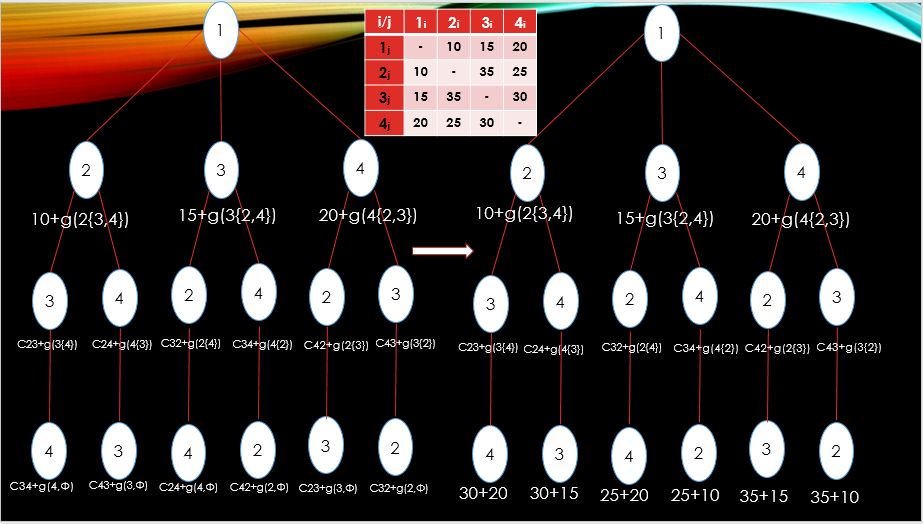 1
i/j 1i 2i 3i 4i
1j - 10 15 20
2j 10 - 35 25
3j 15 35 - 30
4j 20 25 30 -
1
2 3 4
10+g(2{3,4}) 15+g(3{2,4}) 20+g(4{2,3})
2 3 4
10+g(2{3,4}) 15+g(3{2,4}) 20+g(4{2,3})
3 4 2 4 2 3
C23+g(3{4}) C24+g(4{3}) C32+g(2{4}) C34+g(4{2}) C42+g(2{3}) C43+g(3{2})
3 4 2 4 2 3
C23+g(3{4}) C24+g(4{3}) C32+g(2{4}) C34+g(4{2}) C42+g(2{3}) C43+g(3{2})
4 3 4 2 3 2
C34+g(4,Φ) C43+g(3,Φ) C24+g(4,Φ) C42+g(2,Φ) C23+g(3,Φ) C32+g(2,Φ)
4 3 4 2 3 2
30+20 30+15 25+20 25+10 35+15 35+10